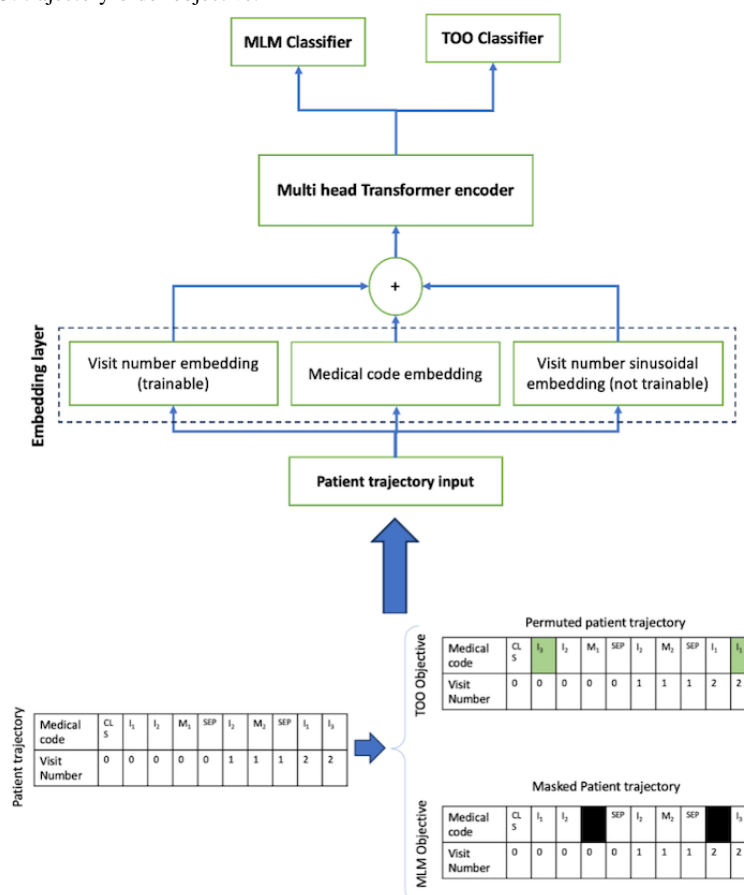 MLM Classifier
TOO Classifier
Multi head Transformer encoder
+
Embedding layer
Visit number embedding
(trainable)
Medical code embedding
Visit number sinusoidal
embedding (not trainable)
Patient trajectory input
Permuted patient trajectory
TOO Objective
Medical code CLS I₃ I₂ M₁ SEP I₂ M₂ SEP I₁
Visit Number 0 0 0 0 0 1 1 1 2 2
Patient trajectory
Medical code CLS I₁ I₂ M₁ SEP I₂ M₂ SEP I₁ I₃
Visit Number 0 0 0 0 0 1 1 1 2 2
Masked Patient trajectory
MLM Objective
Medical code CLS I₁ I₂ SEP I₂ M₂ SEP I₃
Visit Number 0 0 0 0 0 1 1 1 2 2